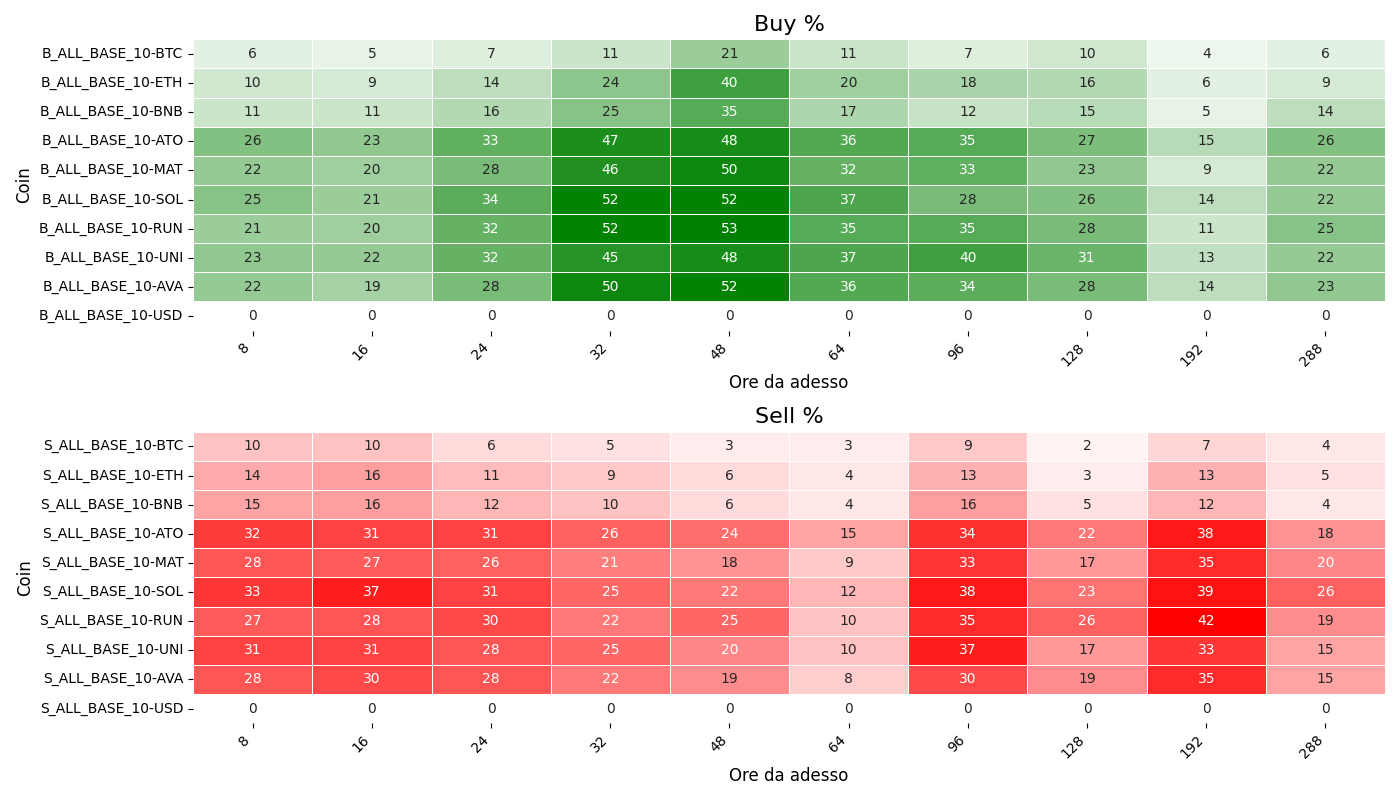 Buy %
Coin
B_ALL_BASE_10-BTC 6 5 7 11 21 11 7 10 4 6
B_ALL_BASE_10-ETH 10 9 14 24 40 20 18 16 6 9
B_ALL_BASE_10-BNB 11 11 16 25 35 17 12 15 5 14
B_ALL_BASE_10-ATO 26 23 33 47 48 36 35 27 15 26
B_ALL_BASE_10-MAT 22 20 28 46 50 32 33 23 9 22
B_ALL_BASE_10-SOL 25 21 34 52 52 37 28 26 14 22
B_ALL_BASE_10-RUN 21 20 32 52 53 35 35 28 11 25
B_ALL_BASE_10-UNI 23 22 32 45 48 37 40 31 13 22
B_ALL_BASE_10-AVA 22 19 28 50 52 36 34 28 14 23
B_ALL_BASE_10-USD 0 0 0 0 0 0 0 0 0 0
8 16 24 32 48 64 96 128 192 288
Ore da adesso
Sell %
Coin
S_ALL_BASE_10-BTC 10 10 6 5 3 3 9 2 7 4
S_ALL_BASE_10-ETH 14 16 11 9 6 4 13 3 13 5
S_ALL_BASE_10-BNB 15 16 12 10 6 4 16 5 12 4
S_ALL_BASE_10-ATO 32 31 31 26 24 15 34 22 38 18
S_ALL_BASE_10-MAT 28 27 26 21 18 9 33 17 35 20
S_ALL_BASE_10-SOL 33 37 31 25 22 12 38 23 39 26
S_ALL_BASE_10-RUN 27 28 30 22 25 10 35 26 42 19
S_ALL_BASE_10-UNI 31 31 28 25 20 10 37 17 33 15
S_ALL_BASE_10-AVA 28 30 28 22 19 8 30 19 35 15
S_ALL_BASE_10-USD 0 0 0 0 0 0 0 0 0 0
8 16 24 32 48 64 96 128 192 288
Ore da adesso